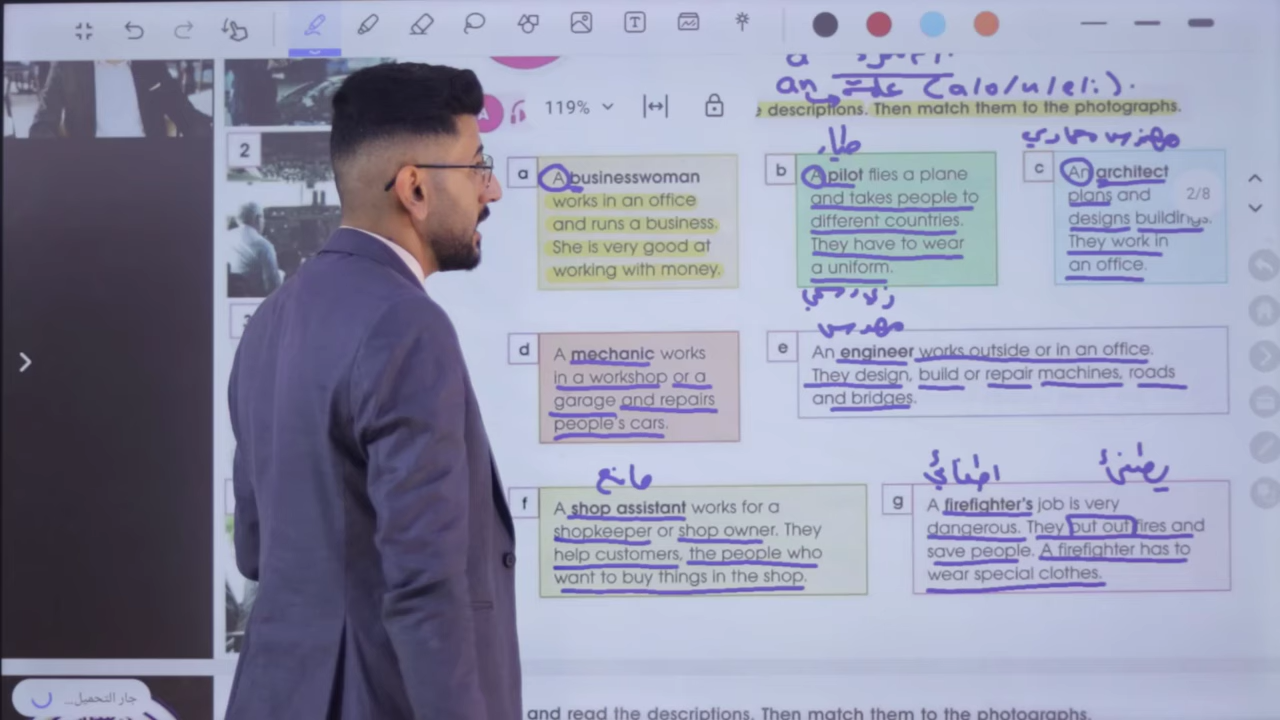 a
an علة (a/o/u/e/i).
119%
descriptions. Then match them to the photographs.
2
طيار
مهندس معماري
a
A businesswoman
works in an office
and runs a business.
She is very good at
working with money.
b
A pilot flies a plane
and takes people to
different countries.
They have to wear
a uniform.
c
An architect
plans and
designs buildings.
They work in
an office.
2/8
مهندس
d
A mechanic works
in a workshop or a
garage and repairs
people's cars.
e
An engineer works outside or in an office.
They design, build or repair machines, roads
and bridges.
f
A shop assistant works for a
shopkeeper or shop owner. They
help customers, the people who
want to buy things in the shop.
يطفئ
g
A firefighter's job is very
dangerous. They put out fires and
save people. A firefighter has to
wear special clothes.
جار التحميل...
and read the descriptions. Then match them to the photographs.